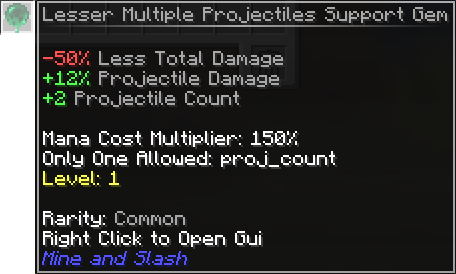 Lesser Multiple Projectiles Support Gem
-50% Less Total Damage
+12% Projectile Damage
+2 Projectile Count
Mana Cost Multiplier: 150%
Only One Allowed: proj_count
Level: 1
Rarity: Common
Right Click to Open Gui
Mine and Slash